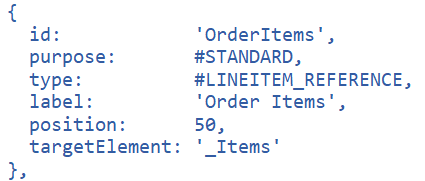 {
  id:            'OrderItems',
  purpose:       #STANDARD,
  type:          #LINEITEM_REFERENCE,
  label:         'Order Items',
  position:      50,
  targetElement: '_Items'
},